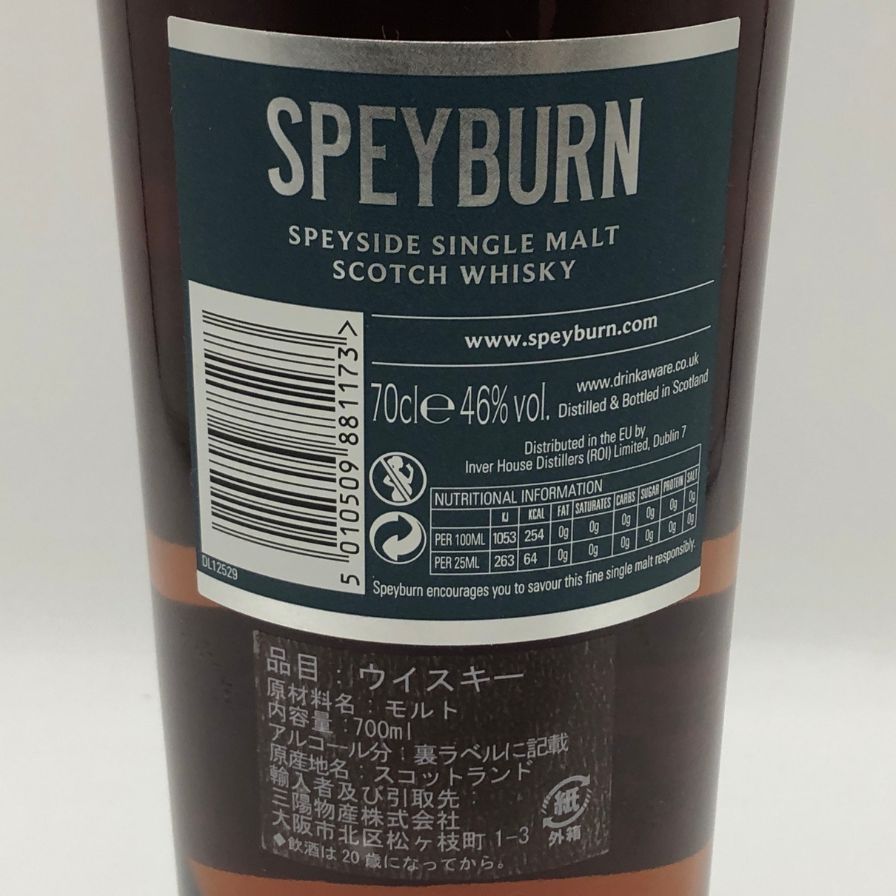 SPEYBURN
SPEYSIDE SINGLE MALT
SCOTCH WHISKY
www.speyburn.com
70cl e 46% vol.
www.drinkaware.co.uk
Distilled & Bottled in Scotland
Distributed in the EU by
Inver House Distillers (ROI) Limited, Dublin 7
NUTRITIONAL INFORMATION
KJ KCAL FAT SATURATES CARBS SUGAR PROTEIN SALT
PER 100ML 1053 254 0g 0g 0g 0g 0g 0g
PER 25ML 263 64 0g 0g 0g 0g 0g 0g
Speyburn encourages you to savour this fine single malt responsibly.
5 010509 881173 >
DL12529
品目:ウイスキー
原材料名:モルト
内容量:700ml
アルコール分:裏ラベルに記載
原産地名:スコットランド
輸入者及び引取先:
三陽物産株式会社
大阪市北区松ヶ枝町1-3
◆飲酒は20歳になってから。
紙
外箱